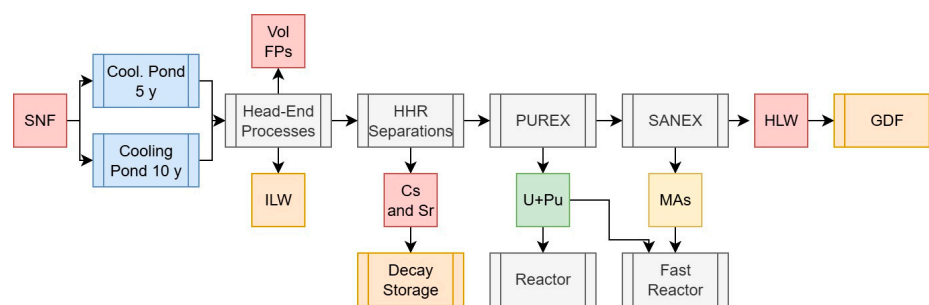 Vol
FPs
Cool. Pond
5 y
SNF
Head-End
Processes
HHR
Separations
PUREX
SANEX
HLW
GDF
Cooling
Pond 10 y
ILW
Cs
and Sr
U+Pu
MAs
Decay
Storage
Reactor
Fast
Reactor